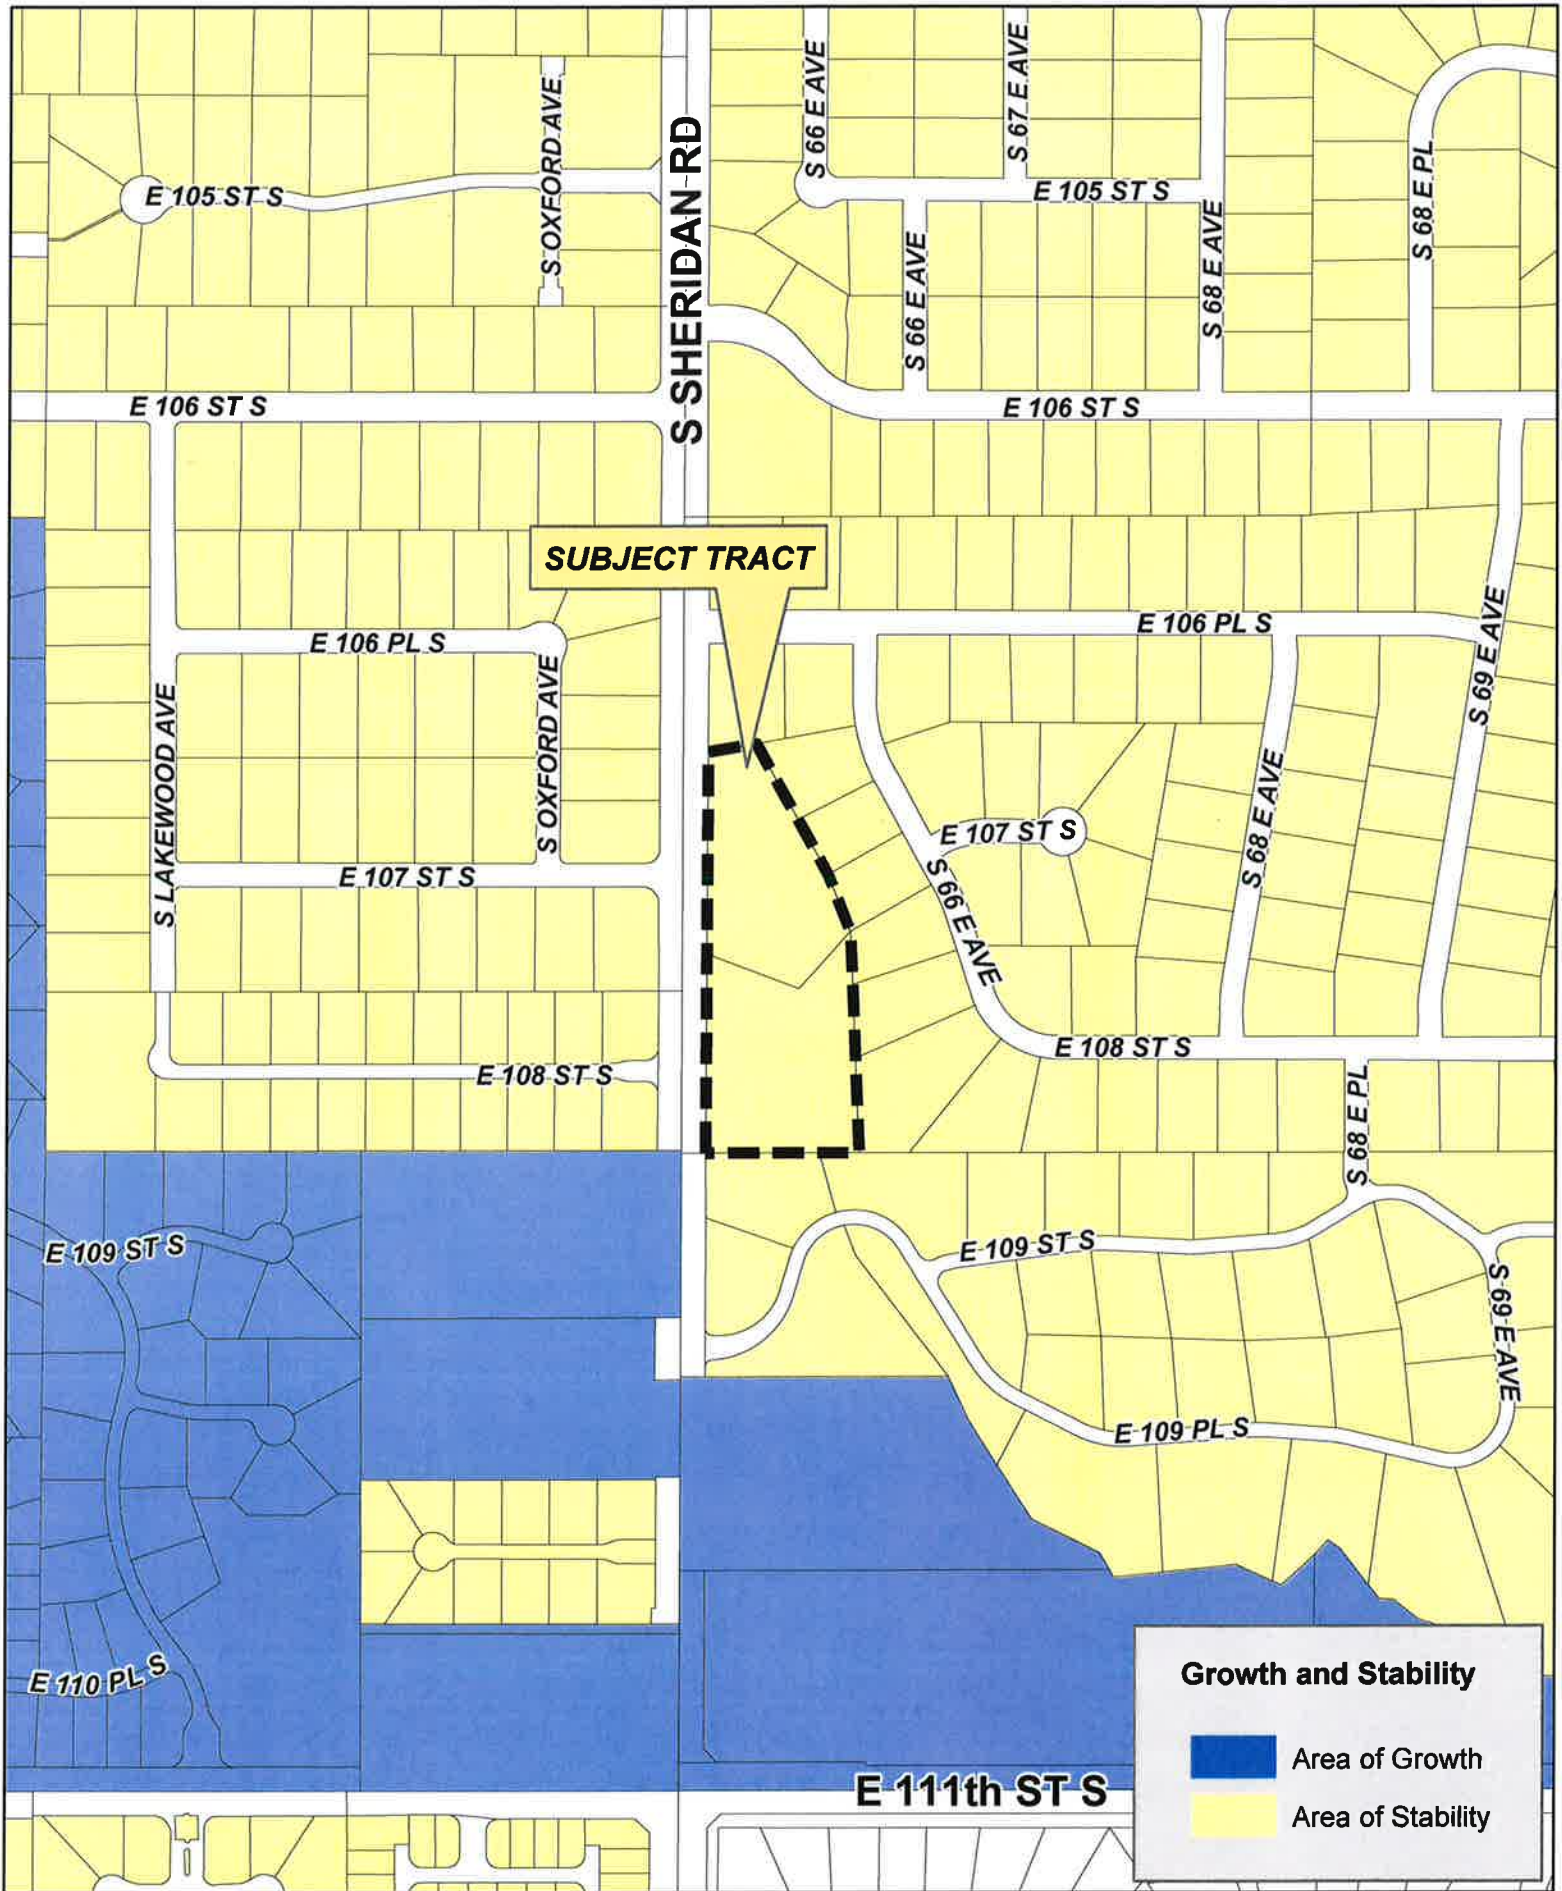 S 66 E AVE
S 67 E AVE
S OXFORD AVE
S SHERIDAN RD
S 68 E PL
E 105 ST S
E 105 ST S
S 68 E AVE
S 66 E AVE
E 106 ST S
E 106 ST S
SUBJECT TRACT
E 106 PL S
E 106 PL S
S 69 E AVE
S LAKEWOOD AVE
S OXFORD AVE
E 107 ST S
S 68 E AVE
E 107 ST S
S 66 E AVE
E 108 ST S
E 108 ST S
S 68 E PL
E 109 ST S
E 109 ST S
S 69 E AVE
E 109 PL S
E 110 PL S
Growth and Stability
Area of Growth
Area of Stability
E 111th ST S